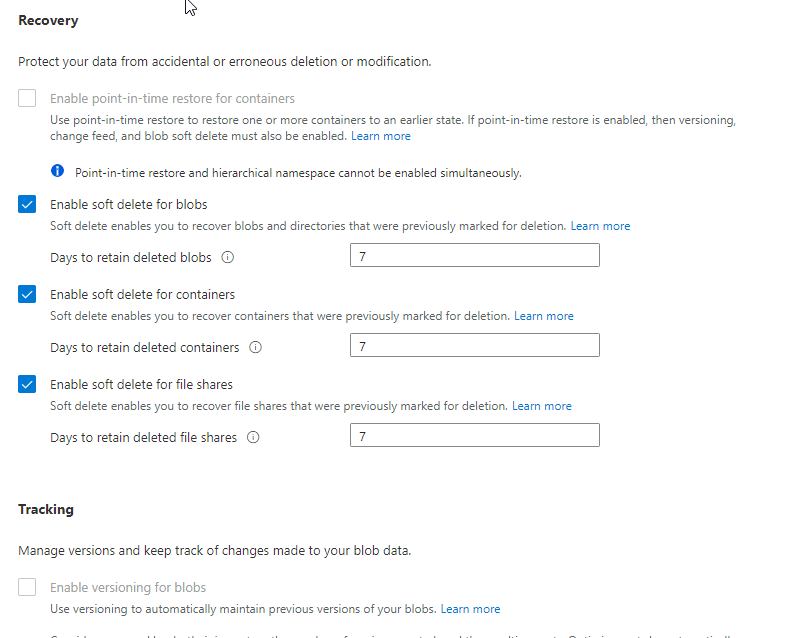 Recovery
Protect your data from accidental or erroneous deletion or modification.
Enable point-in-time restore for containers
Use point-in-time restore to restore one or more containers to an earlier state. If point-in-time restore is enabled, then versioning,
change feed, and blob soft delete must also be enabled. Learn more
Point-in-time restore and hierarchical namespace cannot be enabled simultaneously.
Enable soft delete for blobs
Soft delete enables you to recover blobs and directories that were previously marked for deletion. Learn more
Days to retain deleted blobs 7
Enable soft delete for containers
Soft delete enables you to recover containers that were previously marked for deletion. Learn more
Days to retain deleted containers 7
Enable soft delete for file shares
Soft delete enables you to recover file shares that were previously marked for deletion. Learn more
Days to retain deleted file shares 7
Tracking
Manage versions and keep track of changes made to your blob data.
Enable versioning for blobs
Use versioning to automatically maintain previous versions of your blobs. Learn more